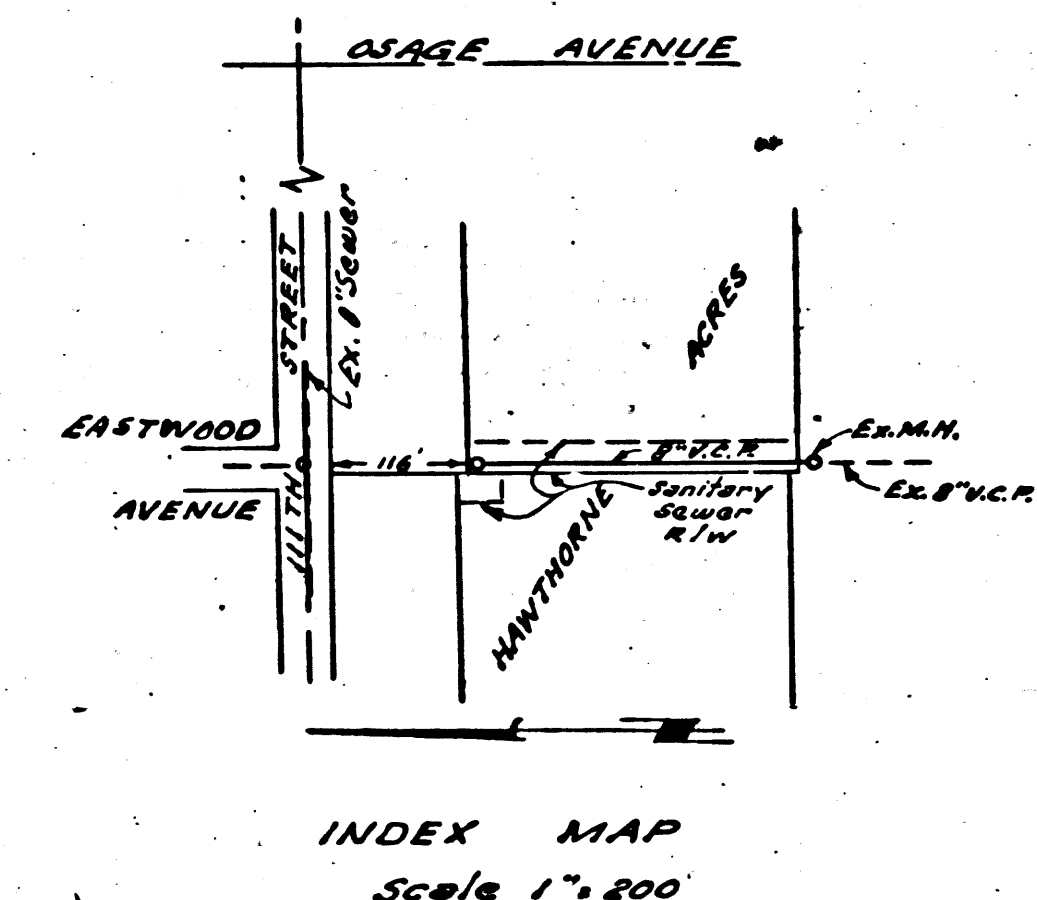 OSAGE AVENUE
STREET
Ex. 8" Sewer
ACRES
EASTWOOD
AVENUE
111TH
116'
8" V.C.P.
Ex. M.H.
Ex. 8" V.C.P.
Sanitary
Sewer
R/W
HAWTHORNE
INDEX MAP
Scale 1" = 200'